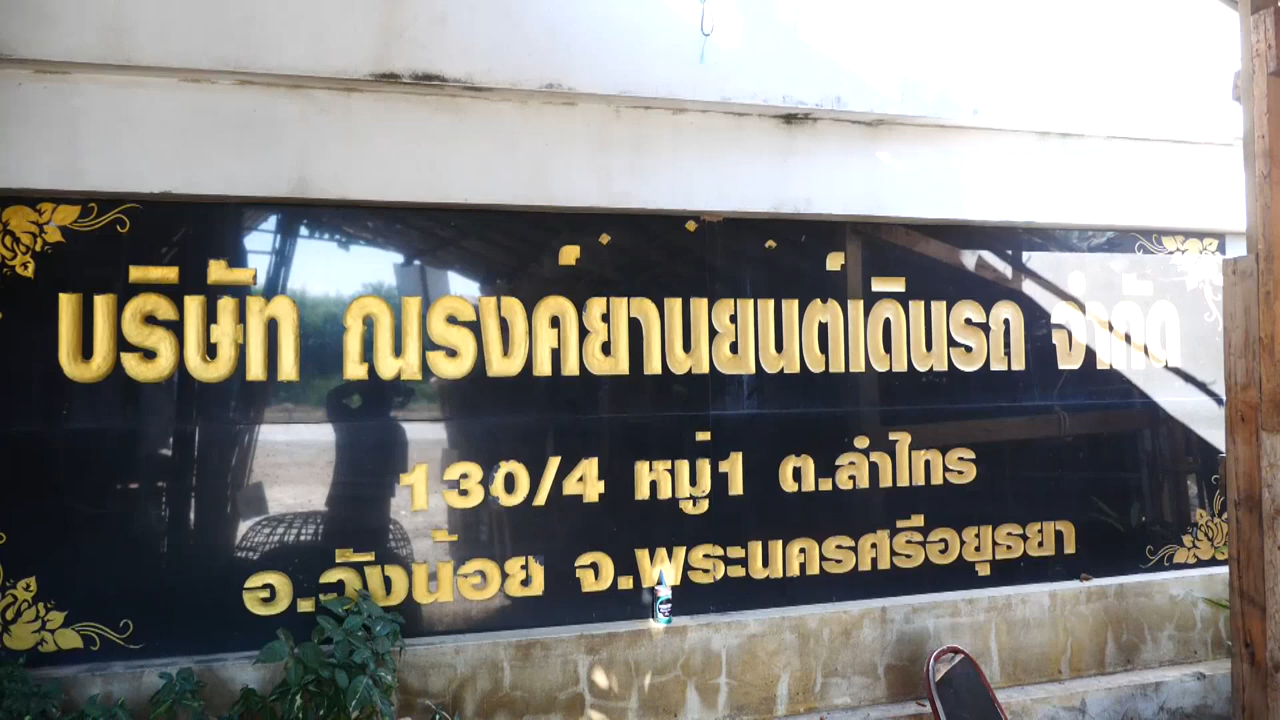 บริษัท ณรงค์ยานยนต์เดินรถ จำกัด
130/4 หมู่1 ต.ลำไทร
อ.วังน้อย จ.พระนครศรีอยุธยา